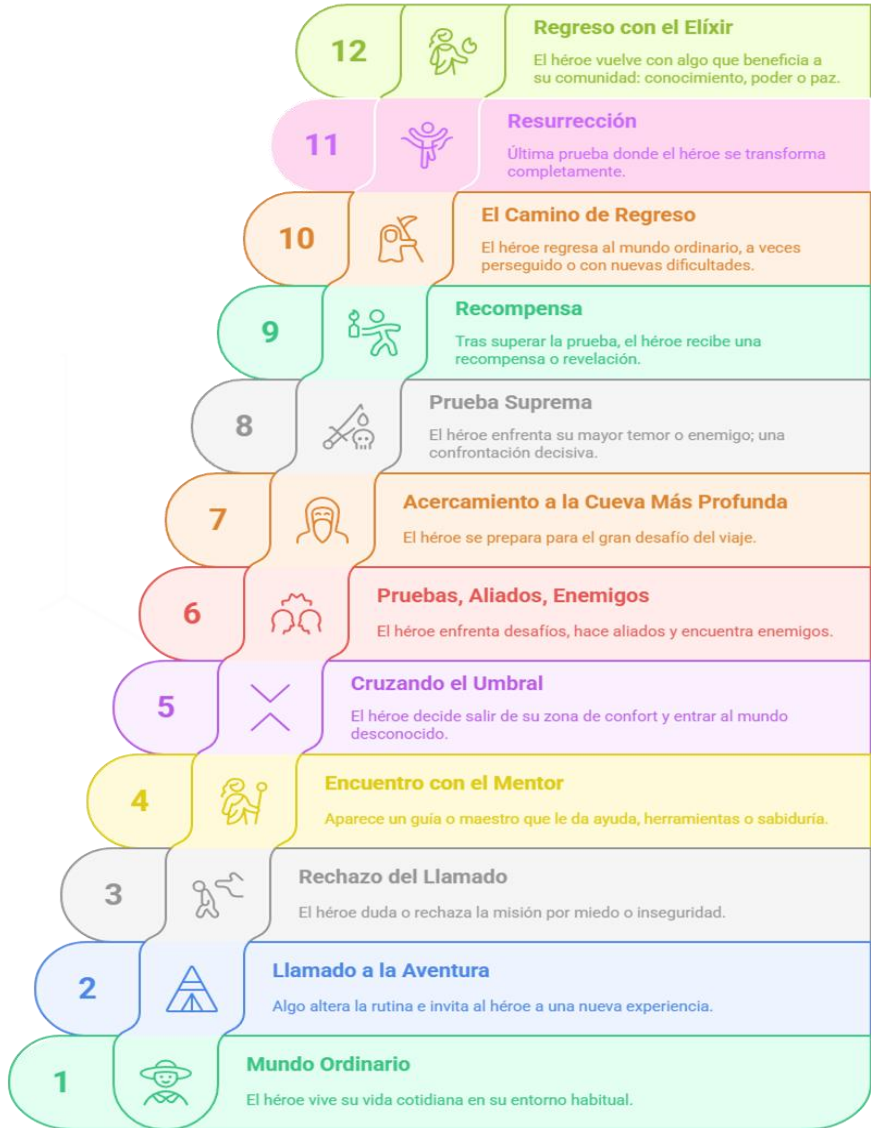 12
Regreso con el Elíxir
El héroe vuelve con algo que beneficia a
su comunidad: conocimiento, poder o paz.
11
Resurrección
Última prueba donde el héroe se transforma
completamente.
10
El Camino de Regreso
El héroe regresa al mundo ordinario, a veces
perseguido o con nuevas dificultades.
9
Recompensa
Tras superar la prueba, el héroe recibe una
recompensa o revelación.
8
Prueba Suprema
El héroe enfrenta su mayor temor o enemigo; una
confrontación decisiva.
7
Acercamiento a la Cueva Más Profunda
El héroe se prepara para el gran desafío del viaje.
6
Pruebas, Aliados, Enemigos
El héroe enfrenta desafíos, hace aliados y encuentra enemigos.
5
Cruzando el Umbral
El héroe decide salir de su zona de confort y entrar al mundo
desconocido.
4
Encuentro con el Mentor
Aparece un guía o maestro que le da ayuda, herramientas o sabiduría.
3
Rechazo del Llamado
El héroe duda o rechaza la misión por miedo o inseguridad.
2
Llamado a la Aventura
Algo altera la rutina e invita al héroe a una nueva experiencia.
1
Mundo Ordinario
El héroe vive su vida cotidiana en su entorno habitual.